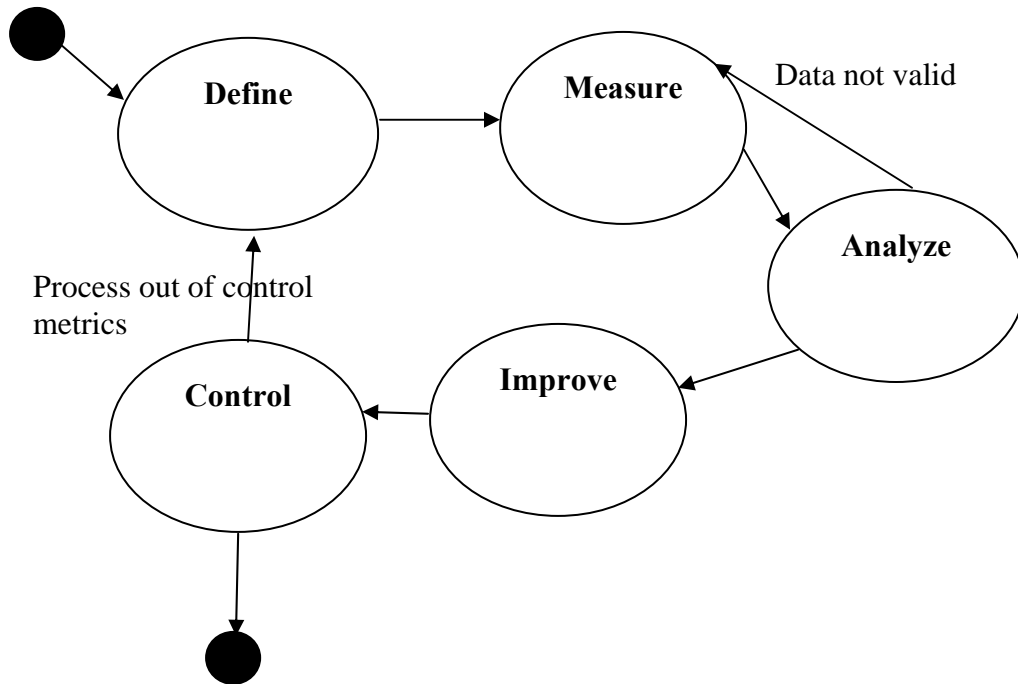 Define
Measure
Data not valid
Analyze
Process out of control
metrics
Improve
Control